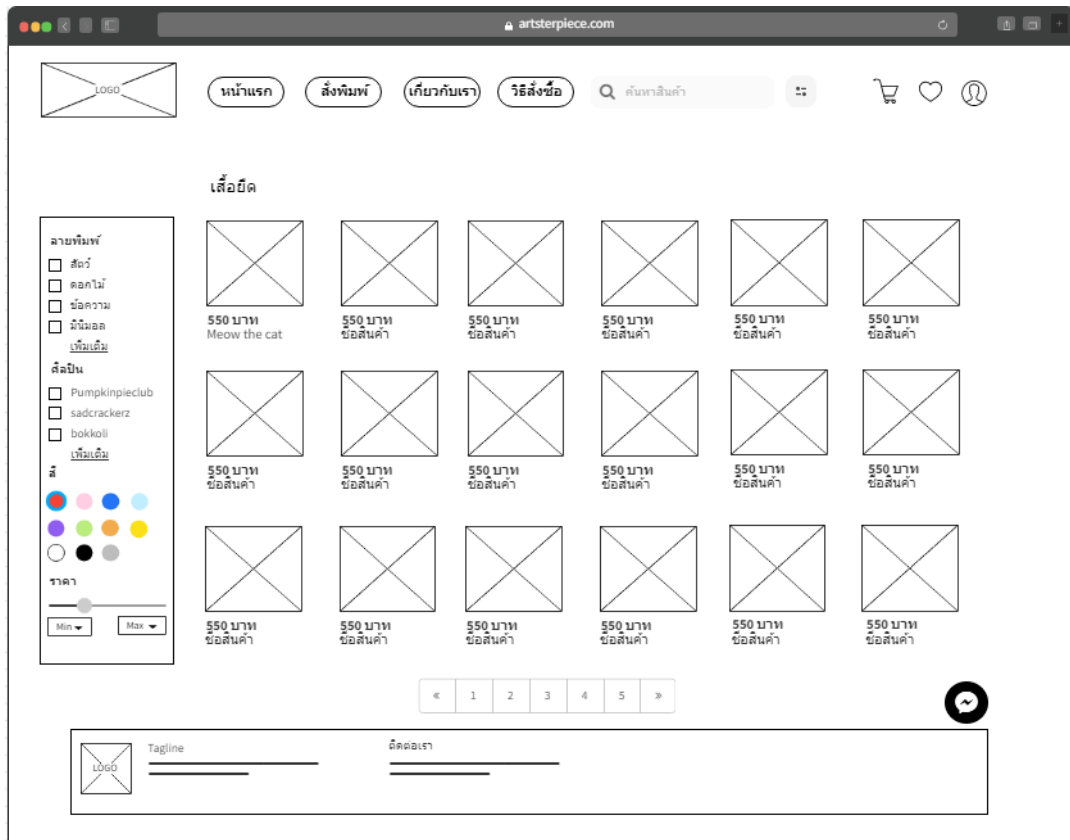 artsterpiece.com
LOGO
หน้าแรก
สั่งพิมพ์
เกี่ยวกับเรา
วิธีสั่งซื้อ
ค้นหาสินค้า
เสื้อยืด
ลายพิมพ์
สัตว์
ดอกไม้
ข้อความ
มินิมอล
เพิ่มเติม
ศิลปิน
Pumpkinpieclub
sadcrackerz
bokkoli
เพิ่มเติม
สี
ราคา
Min
Max
550 บาท 550 บาท 550 บาท 550 บาท 550 บาท 550 บาท
Meow the cat ชื่อสินค้า ชื่อสินค้า ชื่อสินค้า ชื่อสินค้า ชื่อสินค้า
550 บาท 550 บาท 550 บาท 550 บาท 550 บาท 550 บาท
ชื่อสินค้า ชื่อสินค้า ชื่อสินค้า ชื่อสินค้า ชื่อสินค้า ชื่อสินค้า
550 บาท 550 บาท 550 บาท 550 บาท 550 บาท 550 บาท
ชื่อสินค้า ชื่อสินค้า ชื่อสินค้า ชื่อสินค้า ชื่อสินค้า ชื่อสินค้า
« 1 2 3 4 5 »
LOGO
Tagline
ติดต่อเรา